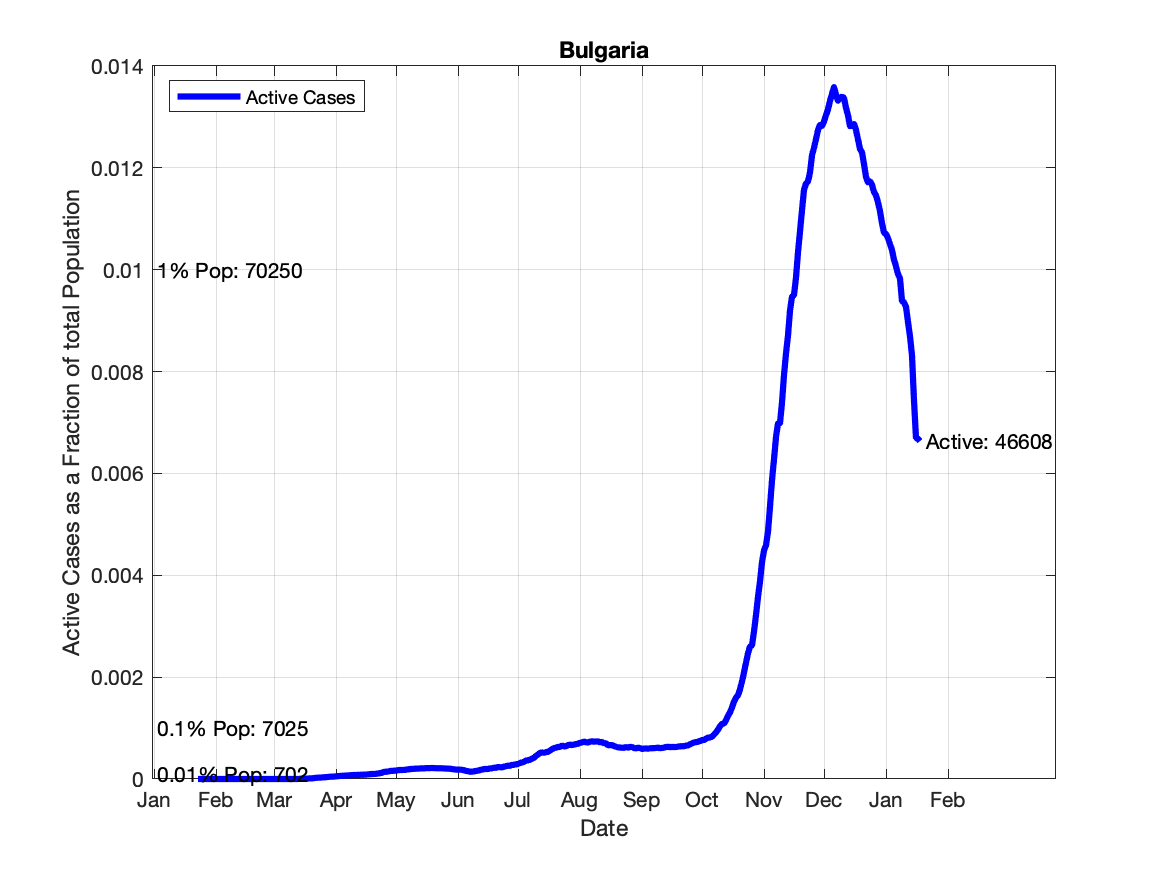 Bulgaria
0.014
0.012
0.01
0.008
0.006
0.004
0.002
0
Active Cases as a Fraction of total Population
Active Cases
1% Pop: 70250
0.1% Pop: 7025
0.01% Pop: 702
Active: 46608
Jan Feb Mar Apr May Jun Jul Aug Sep Oct Nov Dec Jan Feb
Date